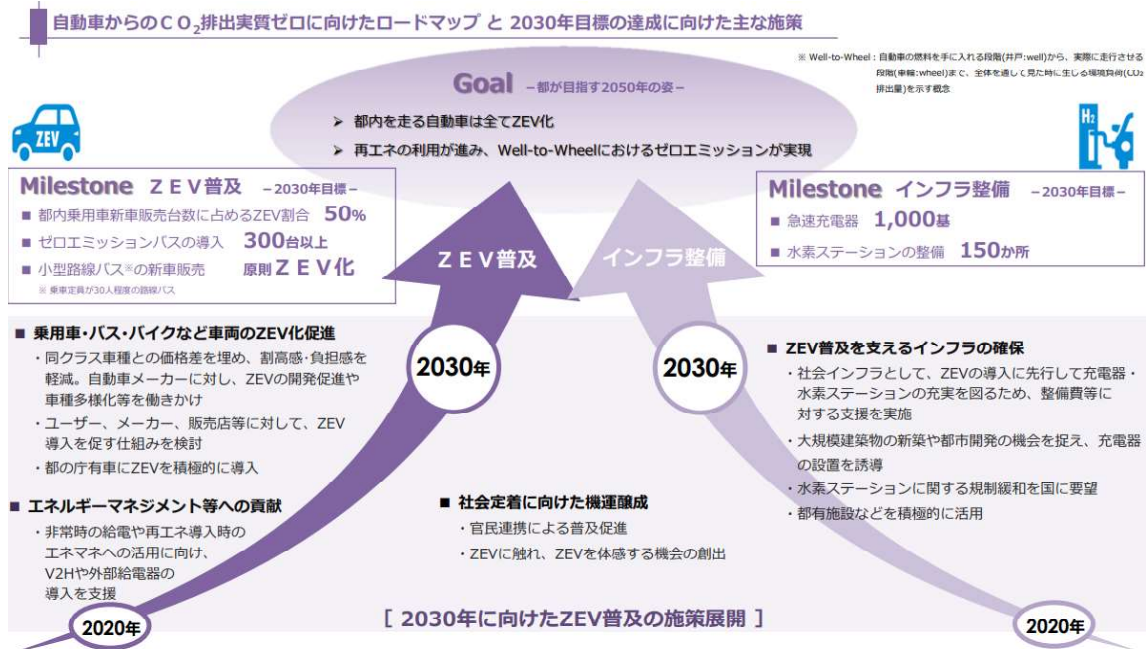 自動車からのＣＯ₂排出実質ゼロに向けたロードマップ と 2030年目標の達成に向けた主な施策
※ Well-to-Wheel：自動車の燃料を手に入れる段階(井戸:well)から、実際に走行させる
段階(車輪:wheel)まで、全体を通して見た時に生じる環境負荷(CO₂
排出量)を示す概念
Goal －都が目指す2050年の姿－
➢ 都内を走る自動車は全てZEV化
➢ 再エネの利用が進み、Well-to-Wheelにおけるゼロエミッションが実現
ZEV
H₂
Milestone ＺＥＶ普及 －2030年目標－
■ 都内乗用車新車販売台数に占めるZEV割合 50%
■ ゼロエミッションバスの導入 300台以上
■ 小型路線バス※の新車販売 原則ＺＥＶ化
※ 乗車定員が30人程度の路線バス
Milestone インフラ整備 －2030年目標－
■ 急速充電器 1,000基
■ 水素ステーションの整備 150か所
ＺＥＶ普及
インフラ整備
2030年
2030年
■ 乗用車・バス・バイクなど車両のZEV化促進
・同クラス車種との価格差を埋め、割高感･負担感を
軽減。自動車メーカーに対し、ZEVの開発促進や
車種多様化等を働きかけ
・ユーザー、メーカー、販売店等に対して、ZEV
導入を促す仕組みを検討
・都の庁有車にZEVを積極的に導入
■ エネルギーマネジメント等への貢献
・非常時の給電や再エネ導入時の
エネマネへの活用に向け、
V2Hや外部給電器の
導入を支援
■ 社会定着に向けた機運醸成
・官民連携による普及促進
・ZEVに触れ、ZEVを体感する機会の創出
■ ZEV普及を支えるインフラの確保
・社会インフラとして、ZEVの導入に先行して充電器・
水素ステーションの充実を図るため、整備費等に
対する支援を実施
・大規模建築物の新築や都市開発の機会を捉え、充電器
の設置を誘導
・水素ステーションに関する規制緩和を国に要望
・都有施設などを積極的に活用
[ 2030年に向けたZEV普及の施策展開 ]
2020年
2020年